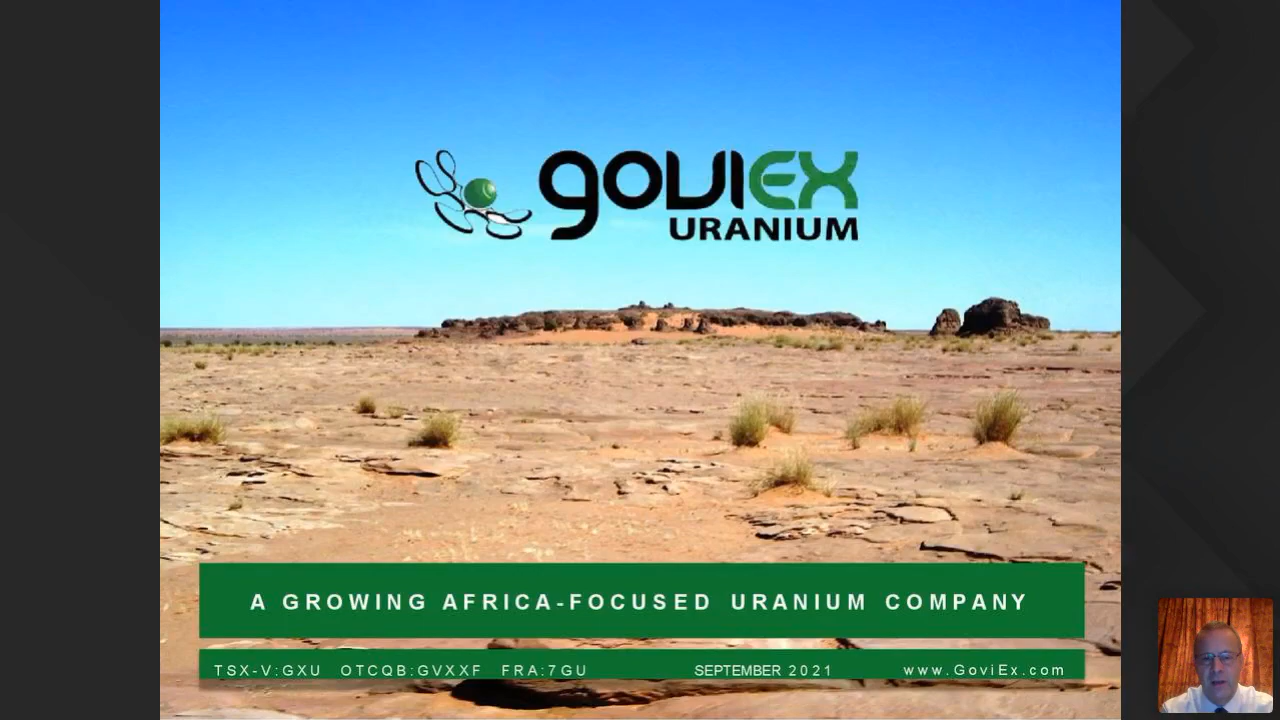 goviEX
URANIUM
A GROWING AFRICA-FOCUSED URANIUM COMPANY
TSX-V:GXU OTCQB:GVXXF FRA:7GU SEPTEMBER 2021 www.GoviEx.com